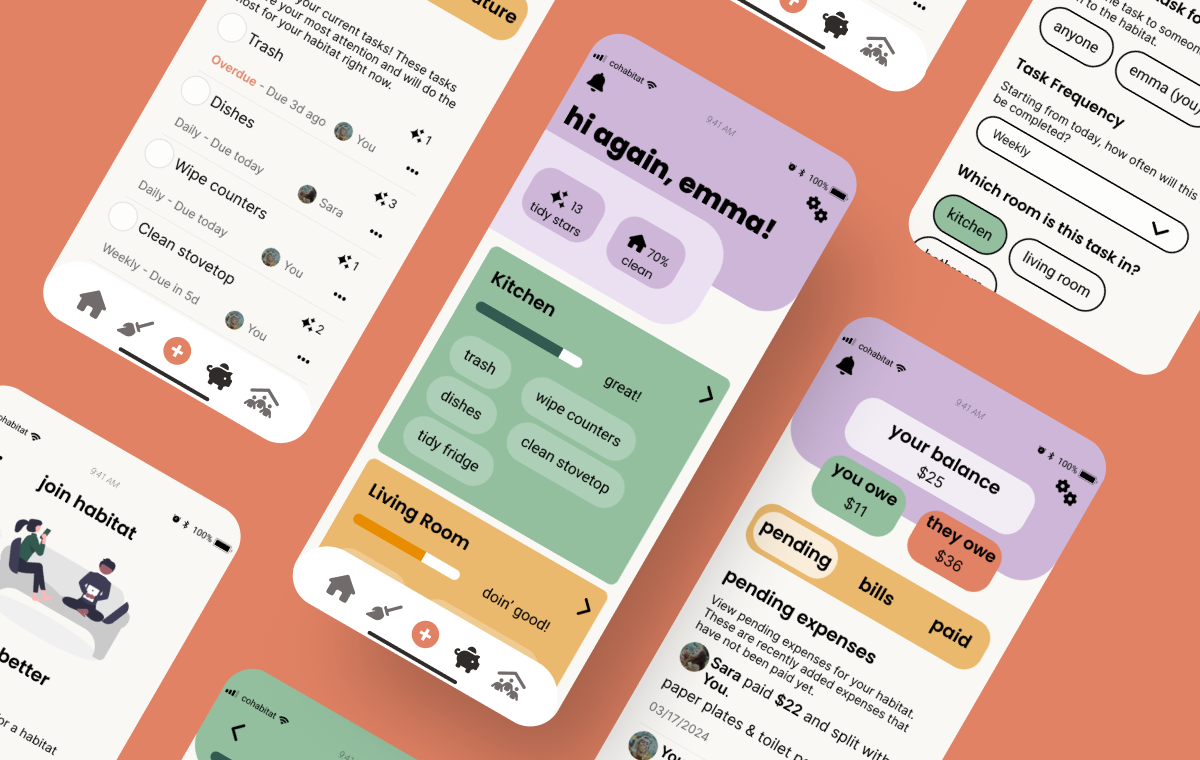 ature
your current tasks! These tasks
your most attention and will do the
most for your habitat right now.
Trash
Overdue - Due 3d ago
You
1
Dishes
Daily - Due today
Sara
3
Wipe counters
Daily - Due today
You
1
Clean stovetop
Weekly - Due in 5d
You
2
cohabitat
9:41 AM
100%
hi again, emma!
13
tidy stars
70%
clean
Kitchen
great!
trash
wipe counters
dishes
clean stovetop
tidy fridge
Living Room
doin' good!
the task to someone
to the habitat.
anyone
emma (you)
Task Frequency
Starting from today, how often will this
be completed?
Weekly
Which room is this task in?
kitchen
living room
cohabitat
9:41 AM
100%
your balance
$25
you owe
$11
they owe
$36
pending
bills
paid
pending expenses
View pending expenses for your habitat.
These are recently added expenses that
have not been paid yet.
Sara paid $22 and split with
You.
paper plates & toilet
03/17/2024
You
cohabitat
9:41 AM
100%
join habitat
better
for a habitat
cohabitat